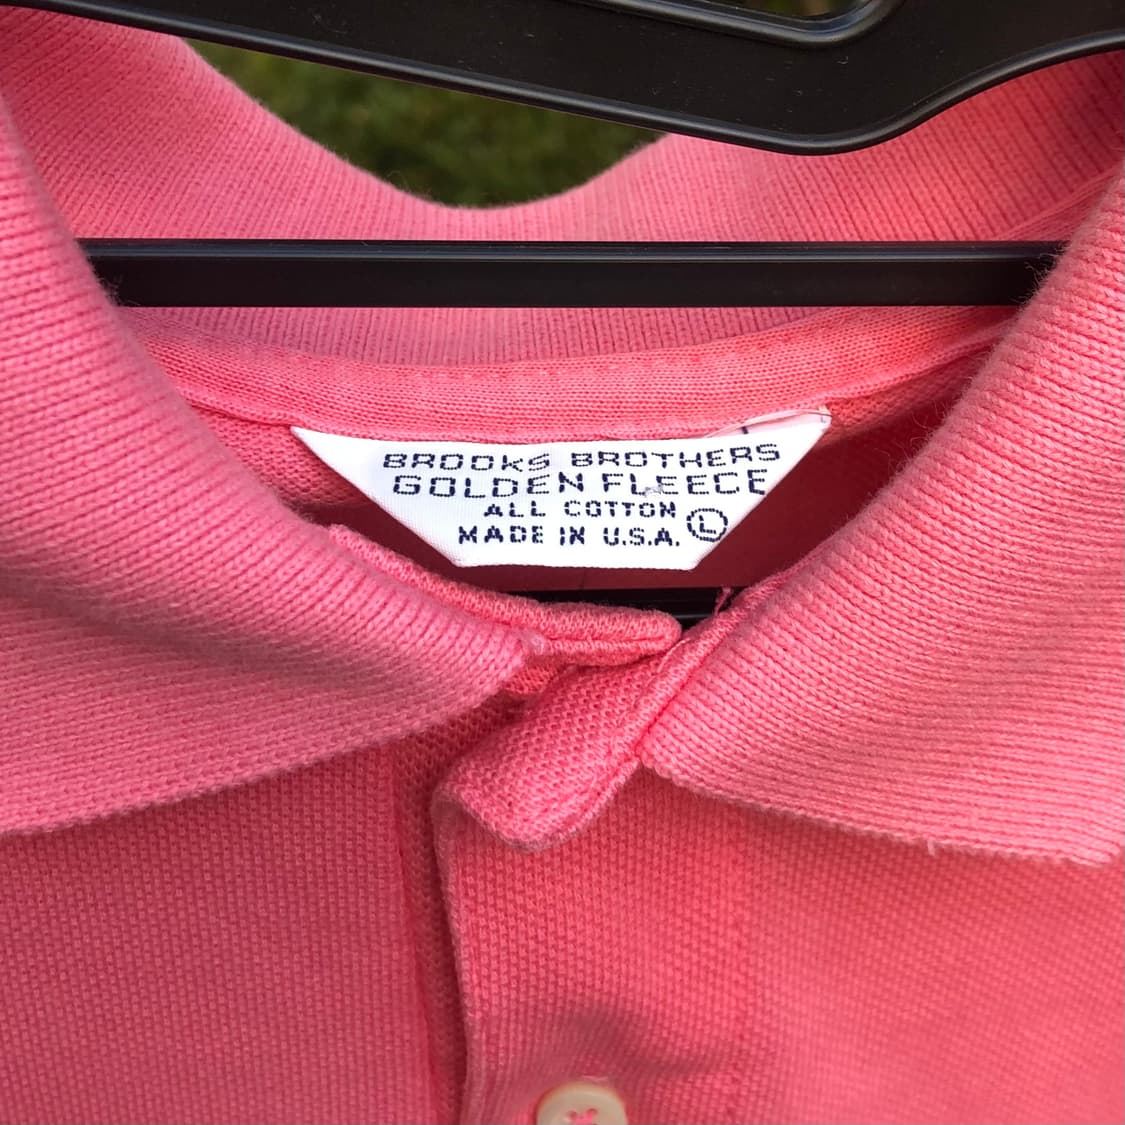 BROOKS BROTHERS
GOLDEN FLEECE
ALL COTTON
MADE IN U.S.A. L